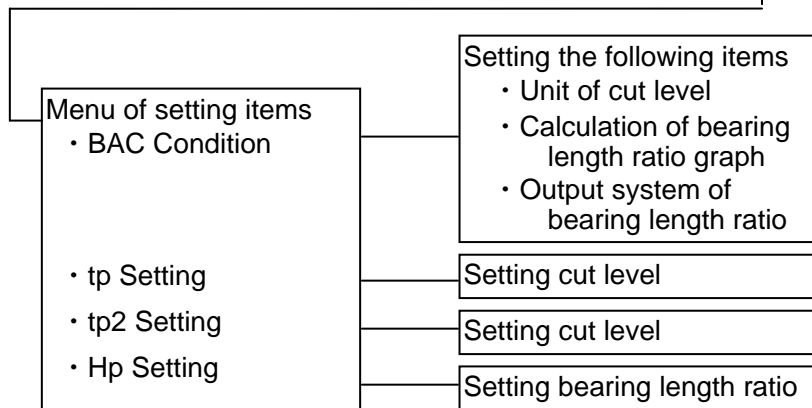 Menu of setting items
・BAC Condition
・tp Setting
・tp2 Setting
・Hp Setting
Setting the following items
・Unit of cut level
・Calculation of bearing
length ratio graph
・Output system of
bearing length ratio
Setting cut level
Setting cut level
Setting bearing length ratio